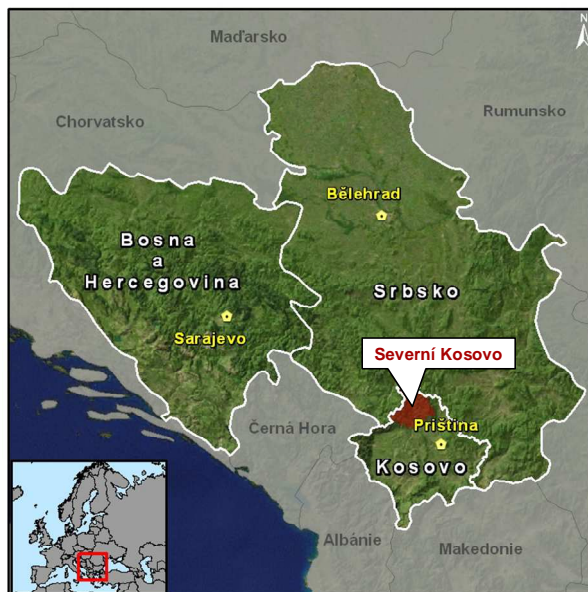 N
Maďarsko
Chorvatsko
Rumunsko
Bělehrad
Bosna
a
Hercegovina
Srbsko
Sarajevo
Severní Kosovo
Černá Hora
Priština
Kosovo
Albánie
Makedonie